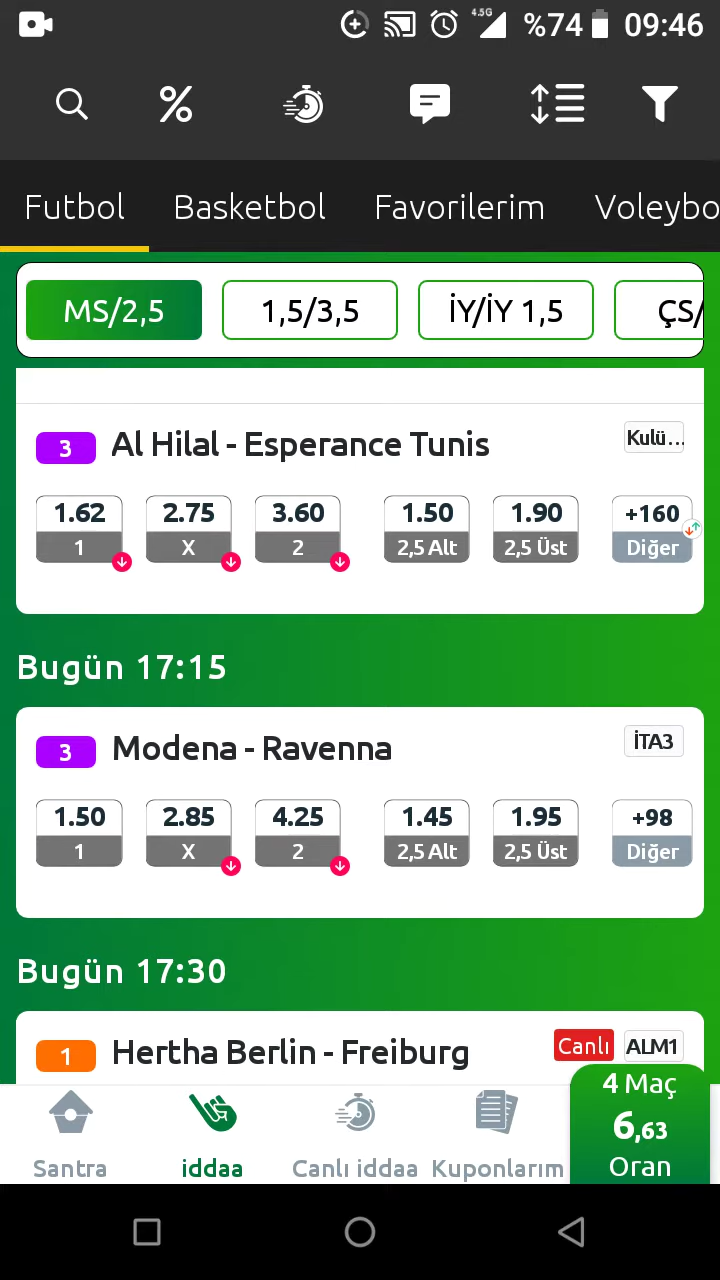 4.5G %74 09:46
%
Futbol Basketbol Favorilerim Voleybo
MS/2,5 1,5/3,5 İY/İY 1,5 ÇS/
3 Al Hilal - Esperance Tunis Kulü...
1.62 2.75 3.60 1.50 1.90 +160
1 X 2 2,5 Alt 2,5 Üst Diğer
Bugün 17:15
3 Modena - Ravenna İTA3
1.50 2.85 4.25 1.45 1.95 +98
1 X 2 2,5 Alt 2,5 Üst Diğer
Bugün 17:30
1 Hertha Berlin - Freiburg Canlı ALM1
4 Maç
6,63
Oran
Santra iddaa Canlı iddaa Kuponlarım